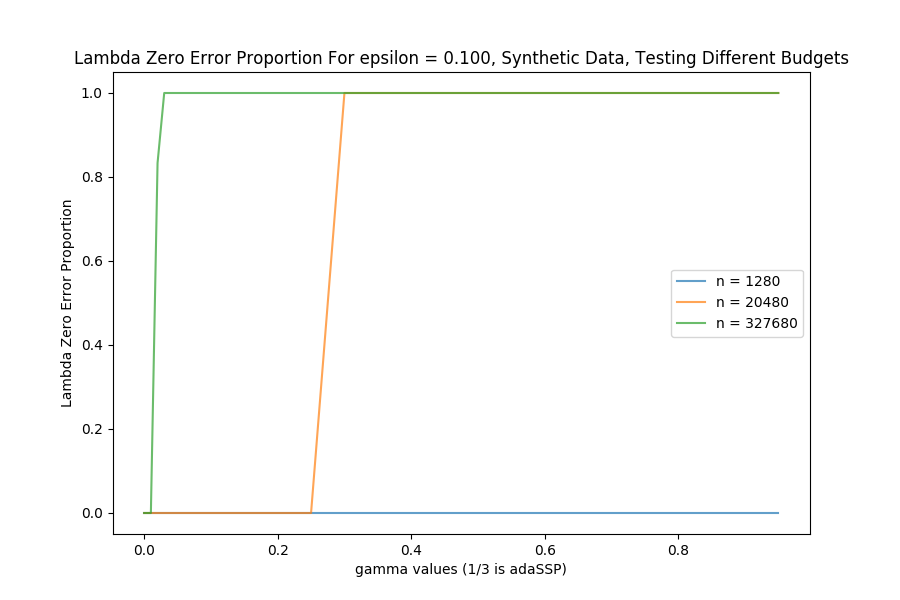 Lambda Zero Error Proportion For epsilon = 0.100, Synthetic Data, Testing Different Budgets
1.0
0.8
0.6
0.4
0.2
0.0
Lambda Zero Error Proportion
n = 1280
n = 20480
n = 327680
0.0 0.2 0.4 0.6 0.8
gamma values (1/3 is adaSSP)